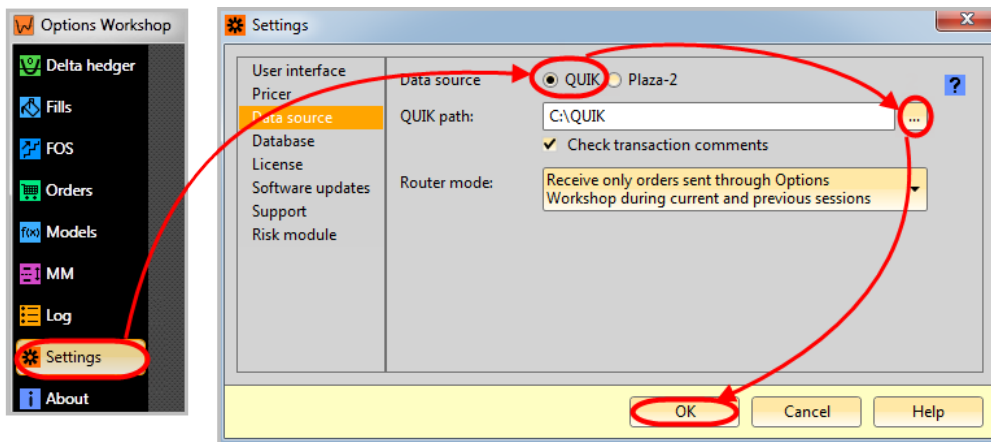 Options Workshop
Delta hedger
Fills
FOS
Orders
f(x) Models
MM
Log
Settings
i About
Settings
X
User interface
Pricer
Data source
Database
License
Software updates
Support
Risk module
Data source QUIK Plaza-2
?
QUIK path: C:\QUIK ...
Check transaction comments
Router mode: Receive only orders sent through Options
Workshop during current and previous sessions
OK Cancel Help